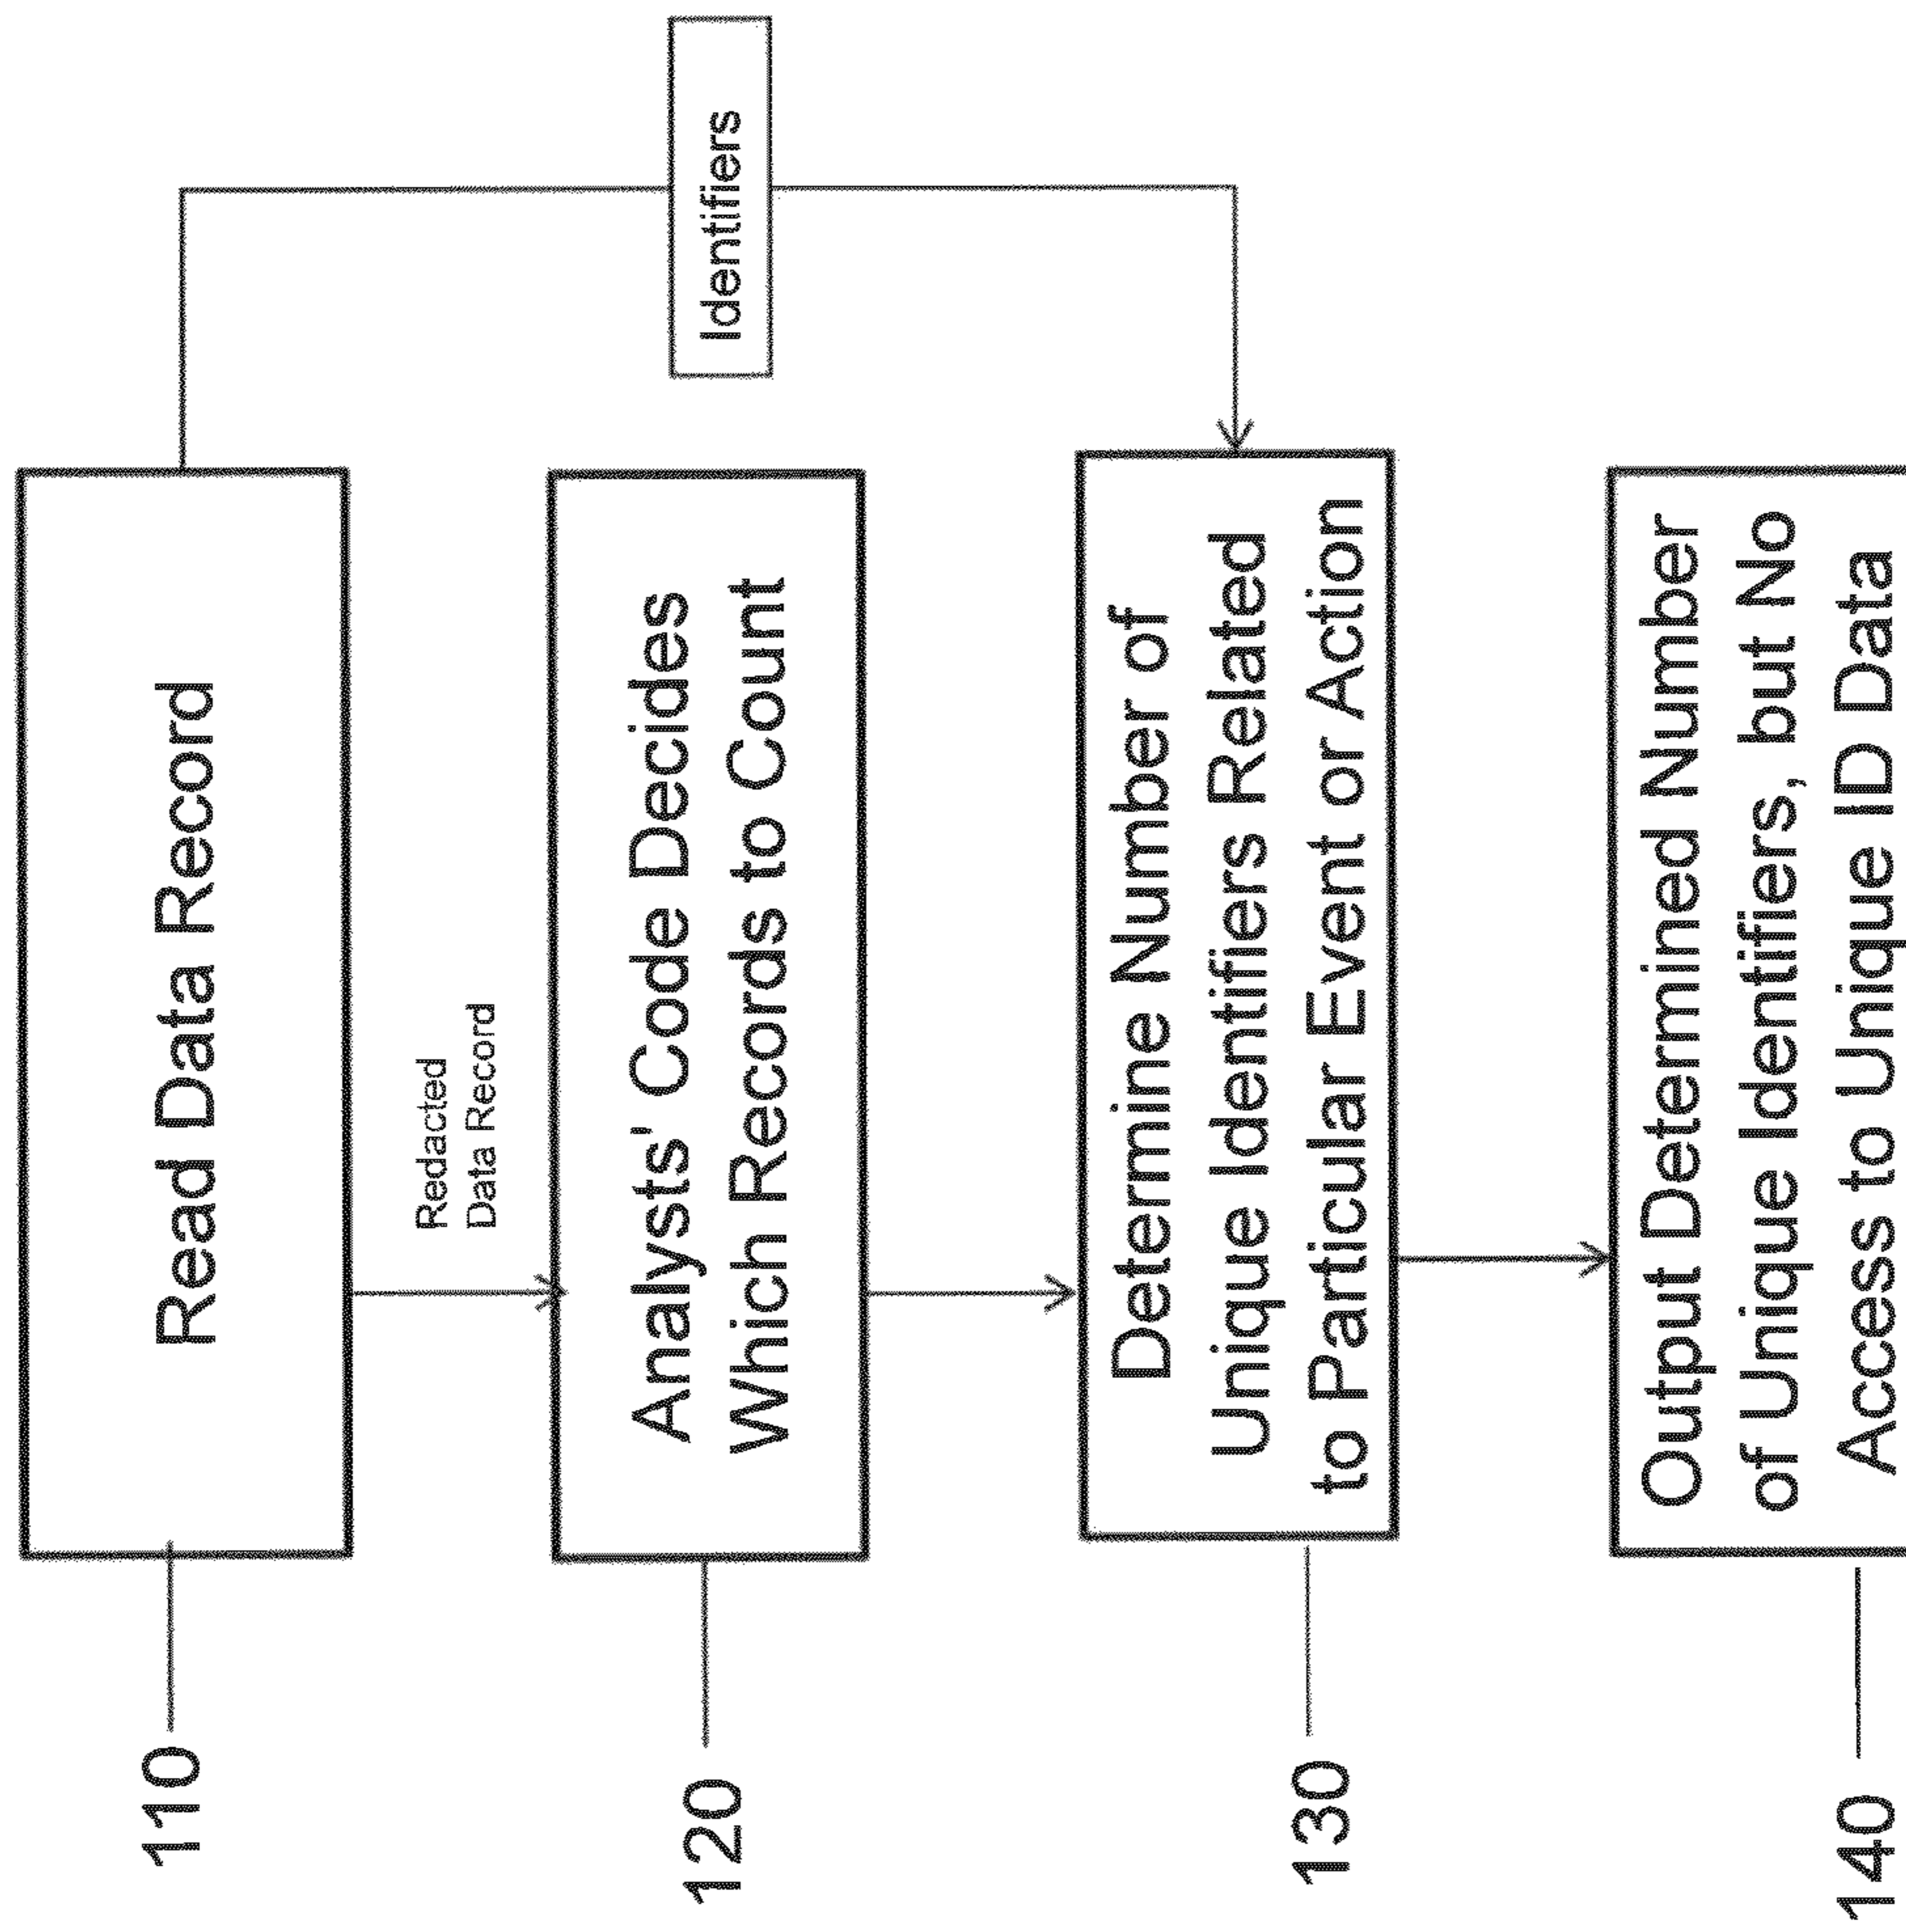 110
Read Data Record
Identifiers
Redacted
Data Record
120
Analysts' Code Decides
Which Records to Count
130
Determine Number of
Unique Identifiers Related
to Particular Event or Action
140
Output Determined Number
of Unique Identifiers, but No
Access to Unique ID Data